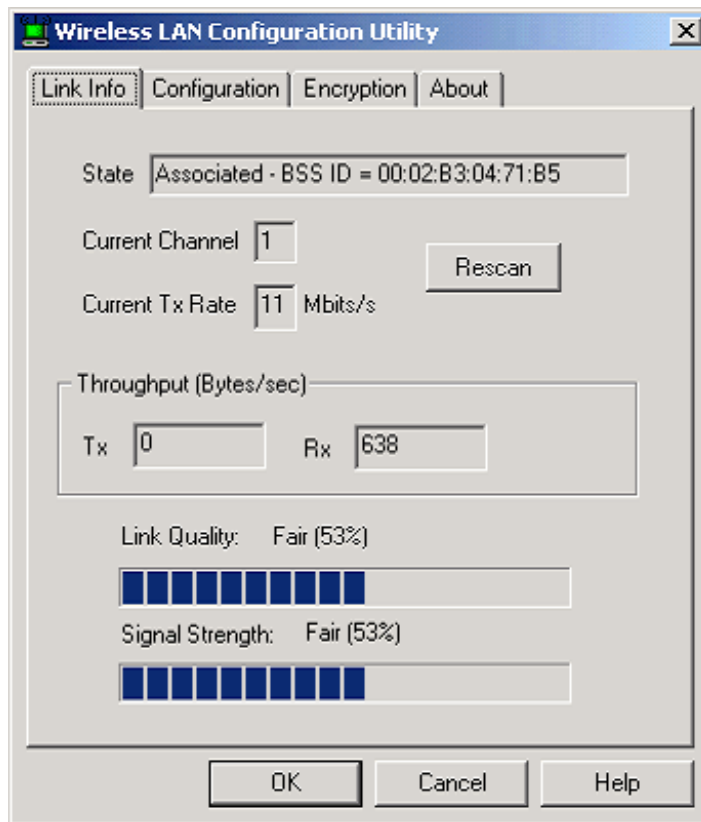 Wireless LAN Configuration Utility
Link Info Configuration Encryption About
State Associated - BSS ID = 00:02:B3:04:71:B5
Current Channel 1
Rescan
Current Tx Rate 11 Mbits/s
Throughput (Bytes/sec)
Tx 0 Rx 638
Link Quality: Fair (53%)
Signal Strength: Fair (53%)
OK Cancel Help